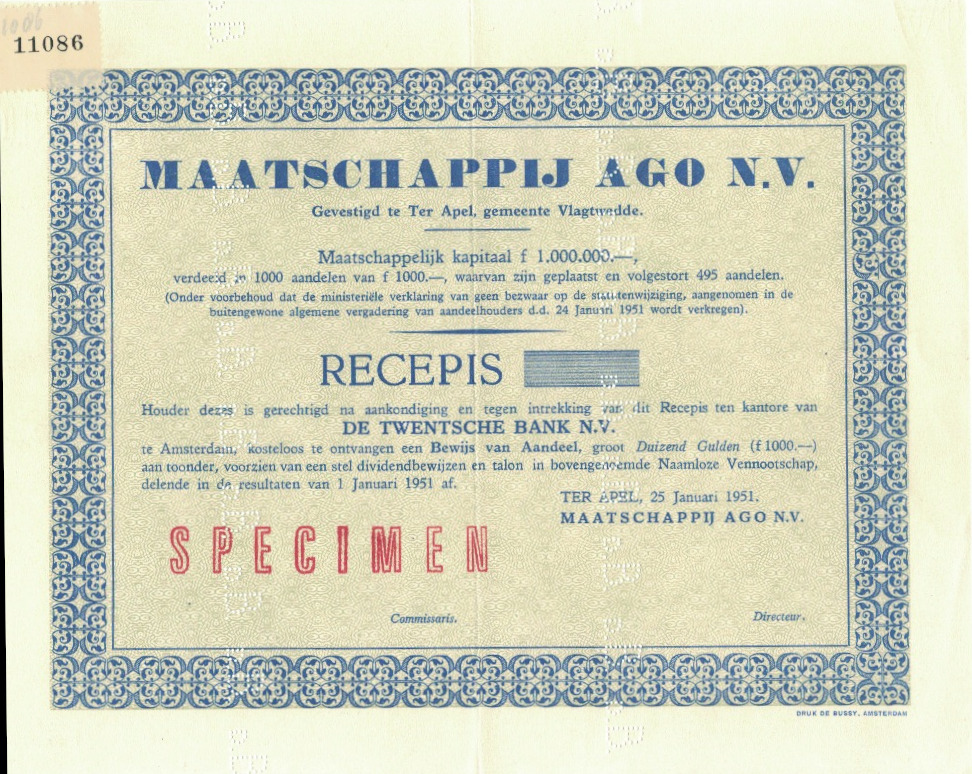 11086
MAATSCHAPPIJ AGO N.V.
Gevestigd te Ter Apel, gemeente Vlagtwedde.
Maatschappelijk kapitaal f 1.000.000.—,
verdeeld in 1000 aandelen van f 1000.—, waarvan zijn geplaatst en volgestort 495 aandelen.
(Onder voorbehoud dat de ministeriële verklaring van geen bezwaar op de statutenwijziging, aangenomen in de
buitengewone algemene vergadering van aandeelhouders d.d. 24 Januari 1951 wordt verkregen).
RECEPIS
Houder dezes is gerechtigd na aankondiging en tegen intrekking van dit Recepis ten kantore van
DE TWENTSCHE BANK N.V.
te Amsterdam, kosteloos te ontvangen een Bewijs van Aandeel, groot Duizend Gulden (f 1000.—)
aan toonder, voorzien van een stel dividendbewijzen en talon in bovengenoemde Naamloze Vennootschap,
delende in de resultaten van 1 Januari 1951 af.
TER APEL, 25 Januari 1951.
MAATSCHAPPIJ AGO N.V.
SPECIMEN
Commissaris.
Directeur.
DRUK DE BUSSY, AMSTERDAM